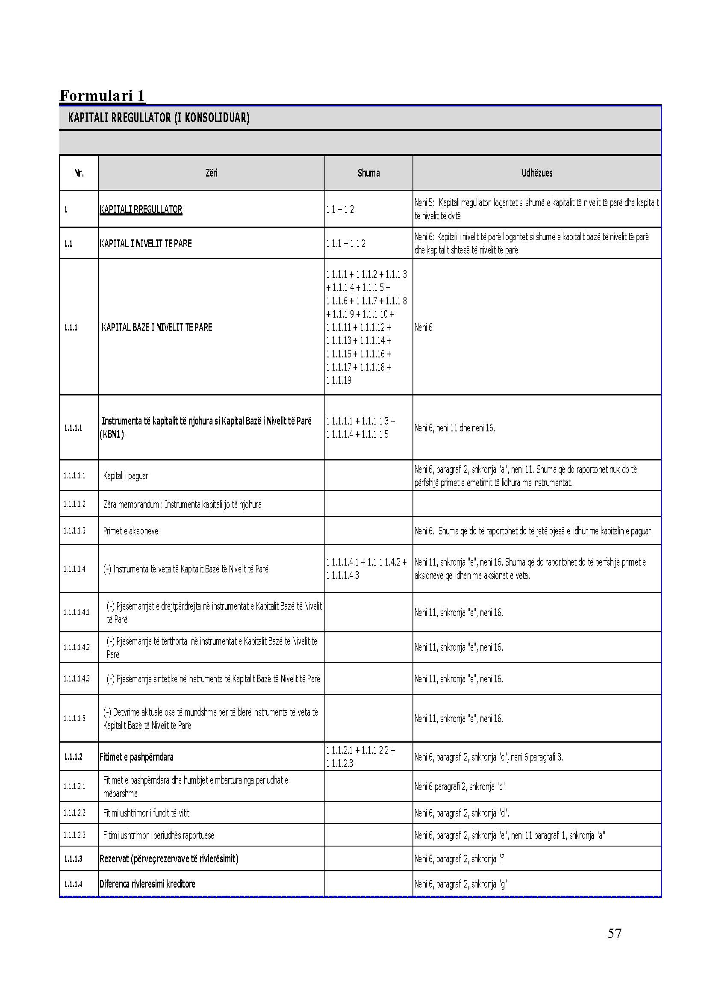 Formulari 1
KAPITALI RREGULLATOR (I KONSOLIDUAR)
Nr.
Zëri
Shuma
Udhëzues
1
KAPITALI RREGULLATOR
1.1 + 1.2
Neni 5:  Kapitali rregullator llogaritet si shumë e kapitalit të nivelit të parë dhe kapitalit
të nivelit të dytë
1.1
KAPITAL I NIVELIT TE PARE
1.1.1 + 1.1.2
Neni 6: Kapitali i nivelit të parë llogaritet si shumë e kapitalit bazë të nivelit të parë
dhe kapitalit shtesë të nivelit të parë
1.1.1
KAPITAL BAZE I NIVELIT TE PARE
1.1.1.1 + 1.1.1.2 + 1.1.1.3
+ 1.1.1.4 + 1.1.1.5 +
1.1.1.6 + 1.1.1.7 + 1.1.1.8
+ 1.1.1.9 + 1.1.1.10 +
1.1.1.11 + 1.1.1.12 +
1.1.1.13 + 1.1.1.14 +
1.1.1.15 + 1.1.1.16 +
1.1.1.17 + 1.1.1.18 +
1.1.1.19
Neni 6
1.1.1.1
Instrumenta të kapitalit të njohura si Kapital Bazë i Nivelit të Parë
(KBN1)
1.1.1.1.1 + 1.1.1.1.3 +
1.1.1.1.4 + 1.1.1.1.5
Neni 6, neni 11 dhe neni 16.
1.1.1.1.1
Kapitali i paguar
Neni 6, paragrafi 2, shkronja "a", neni 11. Shuma që do raportohet nuk do të
përfshijë primet e emetimit të lidhura me instrumentat.
1.1.1.1.2
Zëra memorandumi: Instrumenta kapitali jo të njohura
1.1.1.1.3
Primet e aksioneve
Neni 6.  Shuma që do të raportohet do të jetë pjesë e lidhur me kapitalin e paguar.
1.1.1.1.4
(-) Instrumenta të veta të Kapitalit Bazë të Nivelit të Parë
1.1.1.1.4.1 + 1.1.1.1.4.2 +
1.1.1.1.4.3
Neni 11, shkronja "e", neni 16. Shuma që do raportohet do të perfshije primet e
aksioneve që lidhen me aksionet e veta.
1.1.1.1.4.1
(-) Pjesëmarrjet e drejtpërdrejta në instrumentat e Kapitalit Bazë të Nivelit
të Parë
Neni 11, shkronja "e", neni 16.
1.1.1.1.4.2
(-) Pjesëmarrje të tërthorta  në instrumentat e Kapitalit Bazë të Nivelit të
Parë
Neni 11, shkronja "e", neni 16.
1.1.1.1.4.3
(-) Pjesëmarrje sintetike në instrumenta të Kapitalit Bazë të Nivelit të Parë
Neni 11, shkronja "e", neni 16.
1.1.1.1.5
(-) Detyrime aktuale ose të mundshme për të blerë instrumenta të veta të
Kapitalit Bazë të Nivelit të Parë
Neni 11, shkronja "e", neni 16.
1.1.1.2
Fitimet e pashpërndara
1.1.1.2.1 + 1.1.1.2.2 +
1.1.1.2.3
Neni 6, paragrafi 2, shkronja "c", neni 6 paragrafi 8.
1.1.1.2.1
Fitimet e pashpërndara dhe humbjet e mbartura nga periudhat e
mëparshme
Neni 6 paragrafi 2, shkronja "c".
1.1.1.2.2
Fitimi ushtrimor i fundit të vitit
Neni 6, paragrafi 2, shkronja "d".
1.1.1.2.3
Fitimi ushtrimor i periudhës raportuese
Neni 6, paragrafi 2, shkronja "e", neni 11 paragrafi 1, shkronja "a"
1.1.1.3
Rezervat (përveç rezervave të rivlerësimit)
Neni 6, paragrafi 2, shkronja "f"
1.1.1.4
Diferenca rivleresimi kreditore
Neni 6, paragrafi 2, shkronja "g"
57